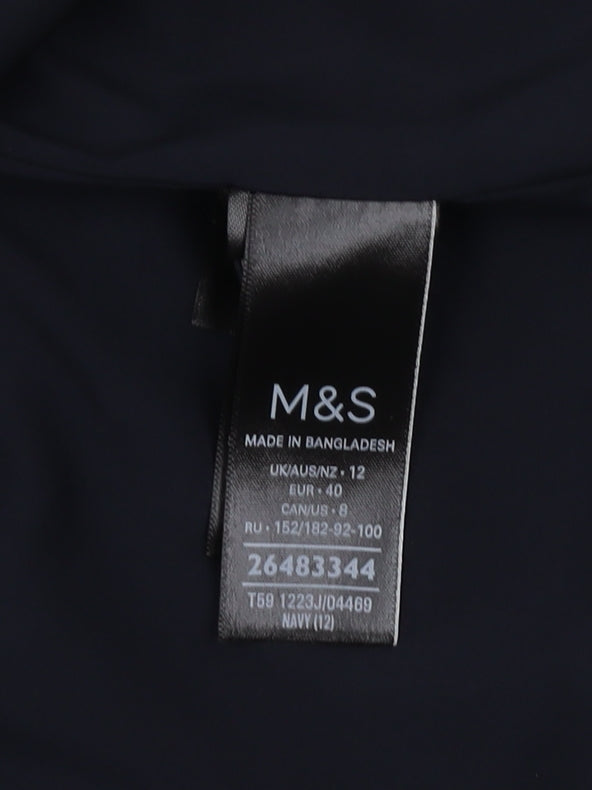 M&S
MADE IN BANGLADESH
UK/AUS/NZ • 12
EUR • 40
CAN/US • 8
RU • 152/182-92-100
26483344
T59 1223J/04469
NAVY (12)